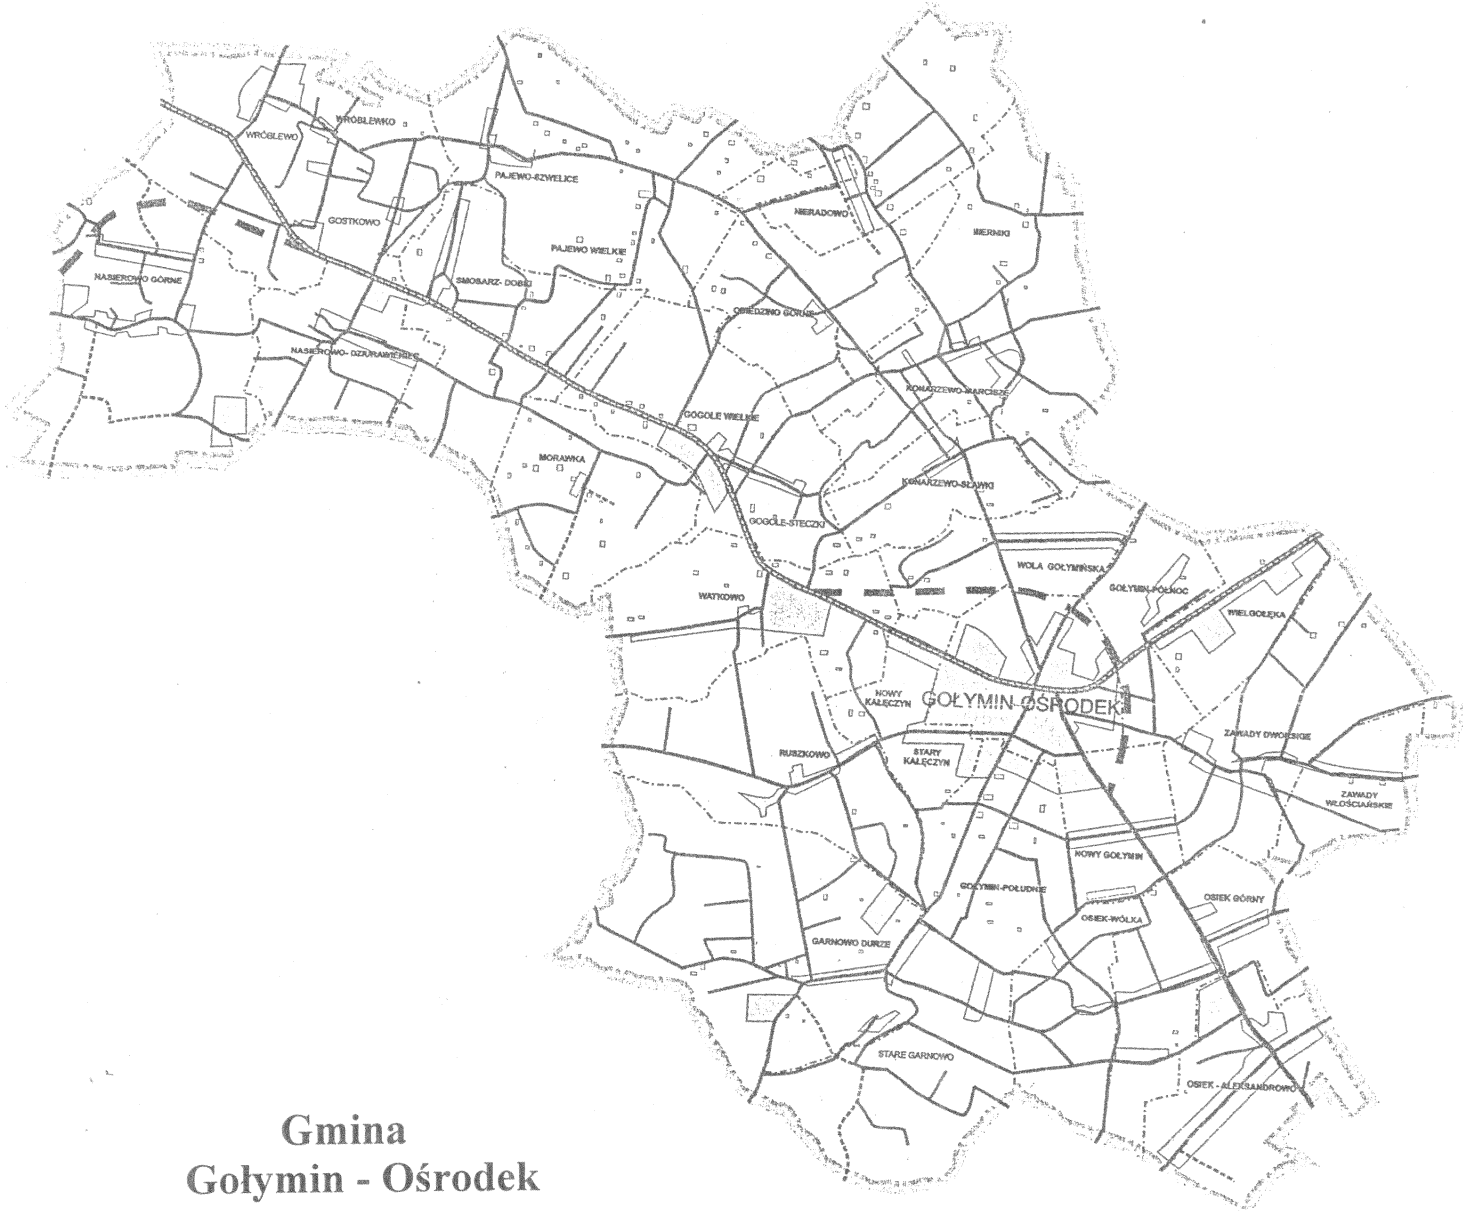 WRÓBLEWO
WRÓBLEWKO
PAJEWO-SZWELICE
GOSTKOWO
NIERADOWO
MIERNIKI
PAJEWO WIELKIE
NASIEROWO GÓRNE
SMOSARZ- DOBKI
OBIEDZINO GÓRNE
NASIEROWO- DZIURAWIENIEC
KONARZEWO-MARCISZE
GOGOLE WIELKIE
MORAWKA
KONARZEWO-SŁAWKI
GOGOLE-STECZKI
WOLA GOŁYMIŃSKA
GOŁYMIN-PÓŁNOC
WATKOWO
WIELGOŁĘKA
NOWY
KAŁĘCZYN
GOŁYMIN-OŚRODEK
ZAWADY DWORSKIE
RUSZKOWO
STARY
KAŁĘCZYN
ZAWADY
WŁOŚCIAŃSKIE
NOWY GOŁYMIN
GOŁYMIN-POŁUDNIE
OSIEK GÓRNY
OSIEK-WÓLKA
GARNOWO DUŻE
STARE GARNOWO
OSIEK - ALEKSANDROWO
Gmina
Gołymin - Ośrodek